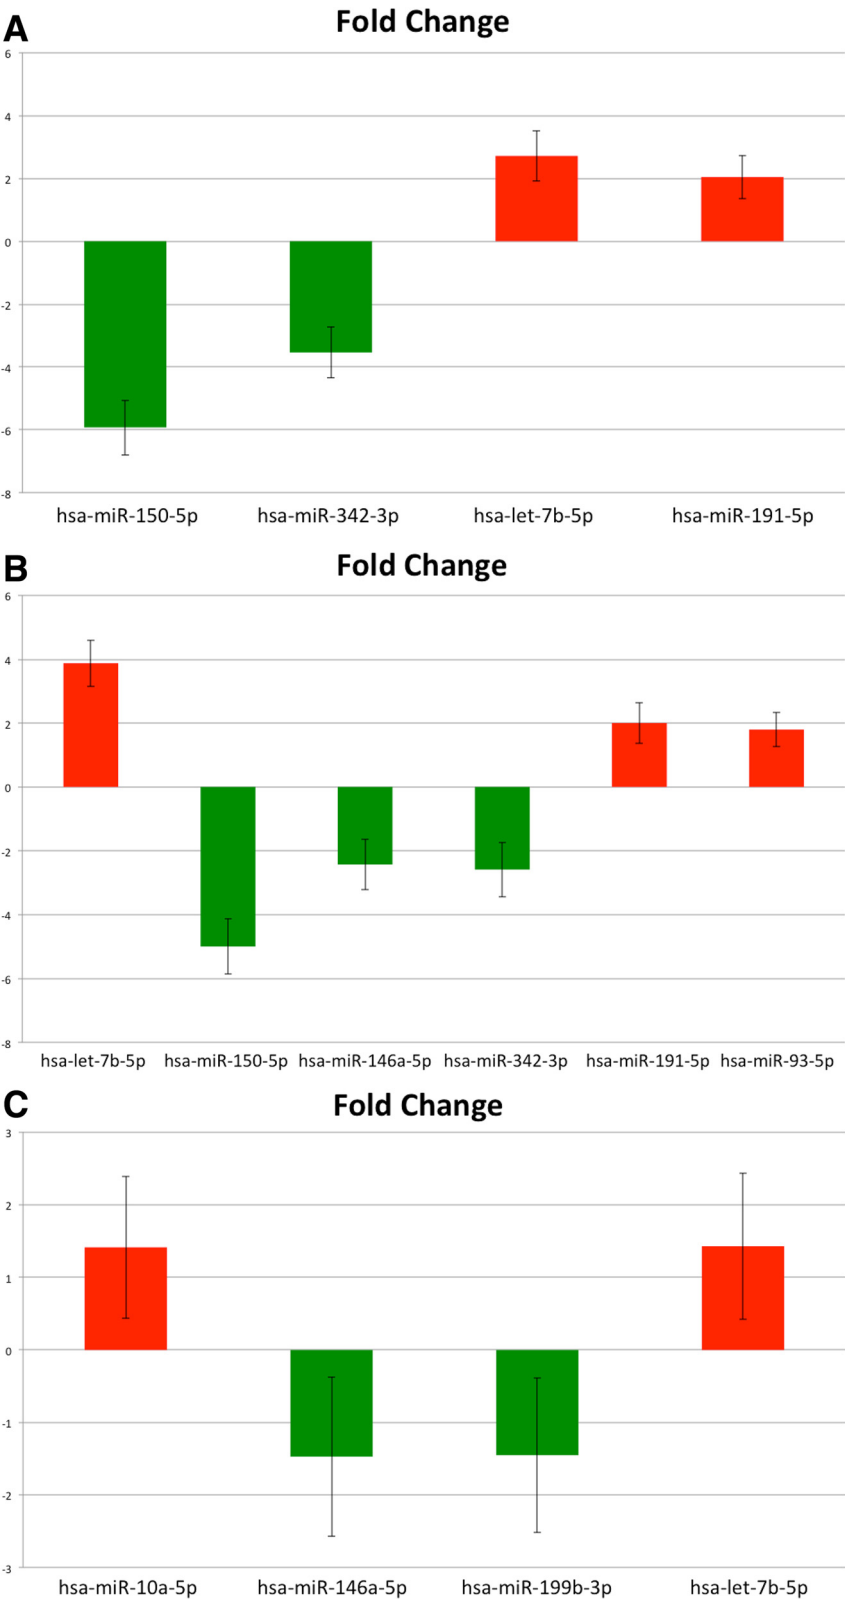 A
Fold Change
6
4
2
0
-2
-4
-6
-8
hsa-miR-150-5p hsa-miR-342-3p hsa-let-7b-5p hsa-miR-191-5p
B
Fold Change
6
4
2
0
-2
-4
-6
-8
hsa-let-7b-5p hsa-miR-150-5p hsa-miR-146a-5p hsa-miR-342-3p hsa-miR-191-5p hsa-miR-93-5p
C
Fold Change
3
2
1
0
-1
-2
-3
hsa-miR-10a-5p hsa-miR-146a-5p hsa-miR-199b-3p hsa-let-7b-5p